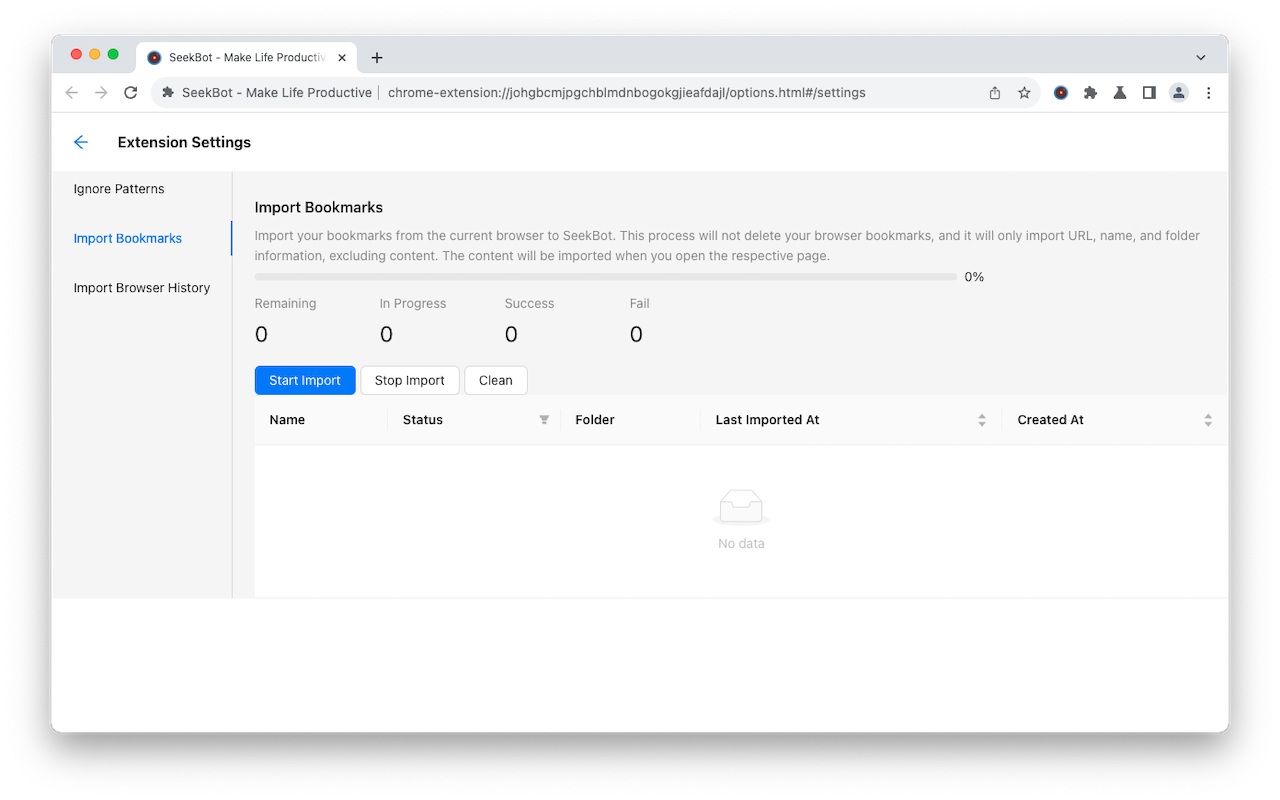 SeekBot - Make Life Productiv
SeekBot - Make Life Productive chrome-extension://johgbcmjpgchblmdnbogokgjieafdajl/options.html#/settings
Extension Settings
Ignore Patterns
Import Bookmarks
Import Browser History
Import Bookmarks
Import your bookmarks from the current browser to SeekBot. This process will not delete your browser bookmarks, and it will only import URL, name, and folder
information, excluding content. The content will be imported when you open the respective page.
0%
Remaining In Progress Success Fail
0 0 0 0
Start Import Stop Import Clean
Name Status Folder Last Imported At Created At
No data